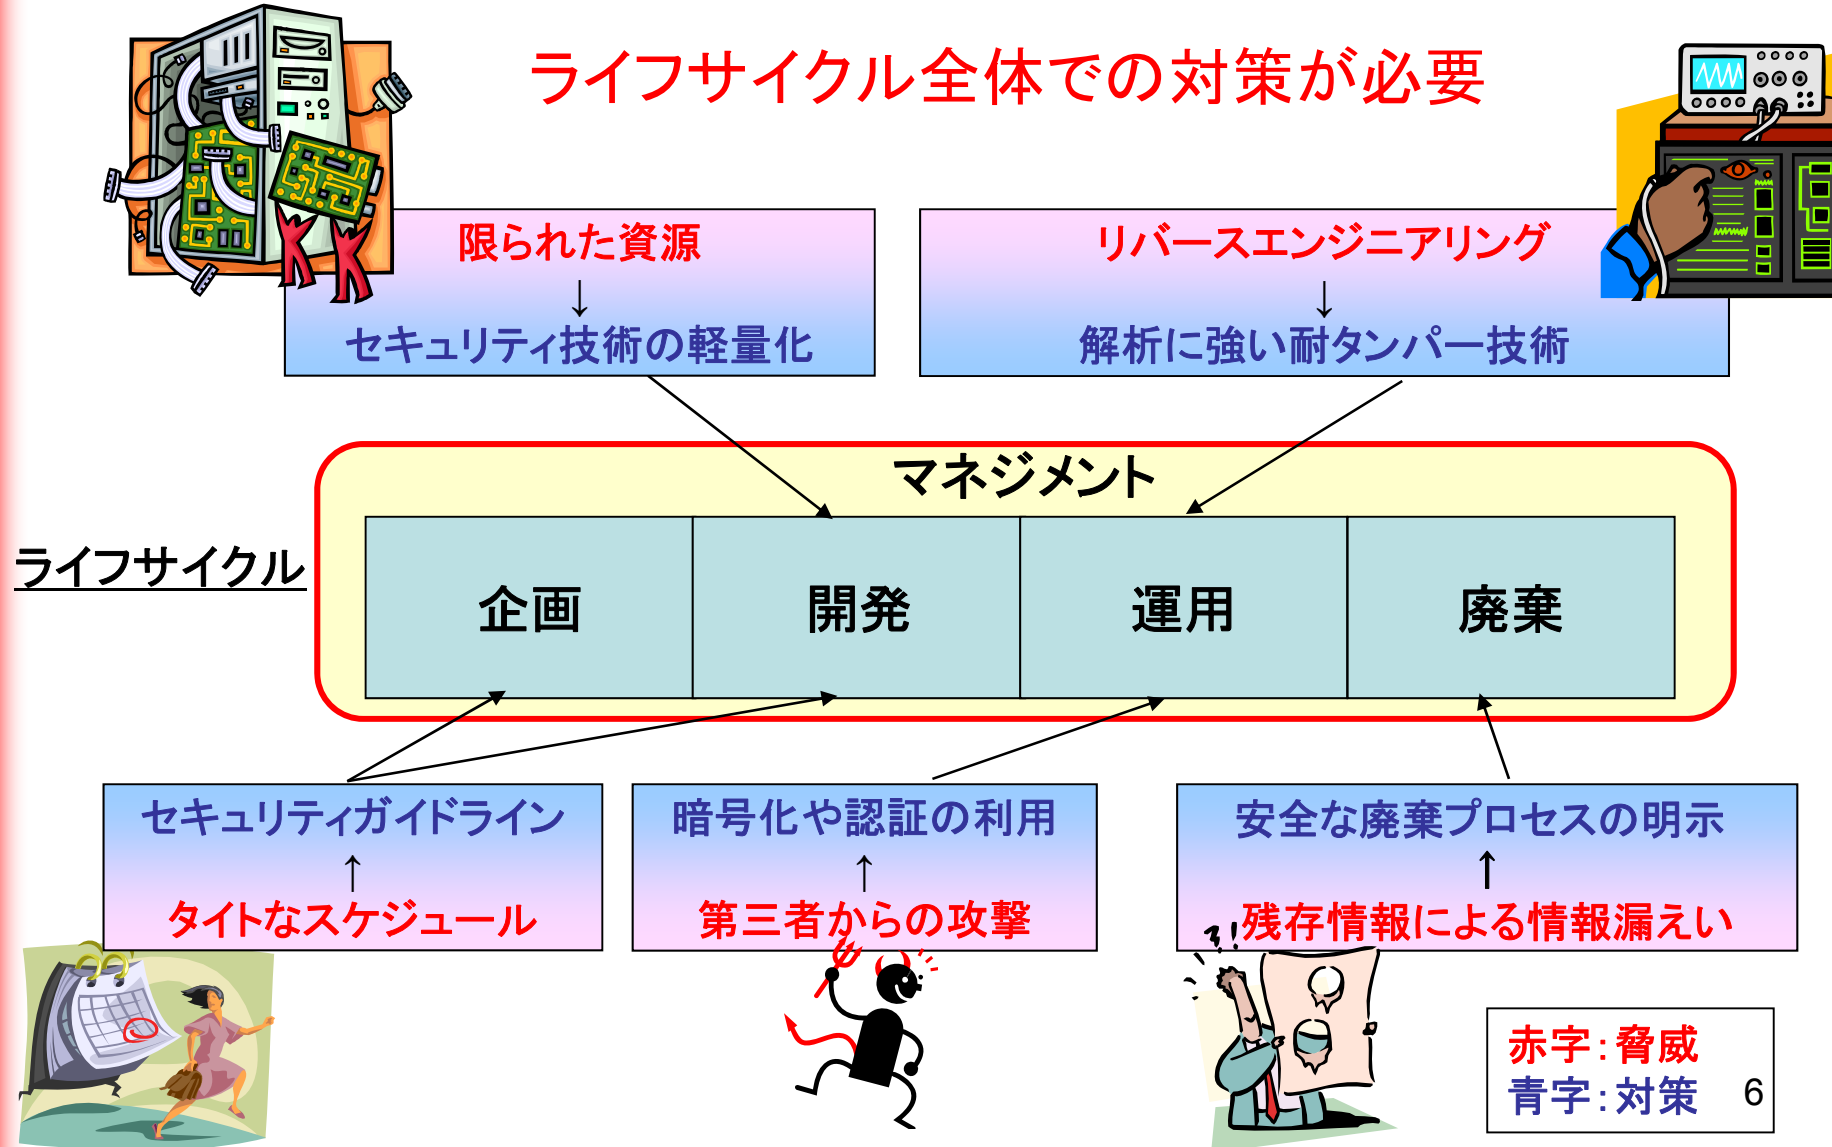 ライフサイクル全体での対策が必要
限られた資源
↓
セキュリティ技術の軽量化
リバースエンジニアリング
↓
解析に強い耐タンパー技術
マネジメント
ライフサイクル
企画
開発
運用
廃棄
セキュリティガイドライン
↑
タイトなスケジュール
暗号化や認証の利用
↑
第三者からの攻撃
安全な廃棄プロセスの明示
↑
残存情報による情報漏えい
赤字：脅威
青字：対策
6